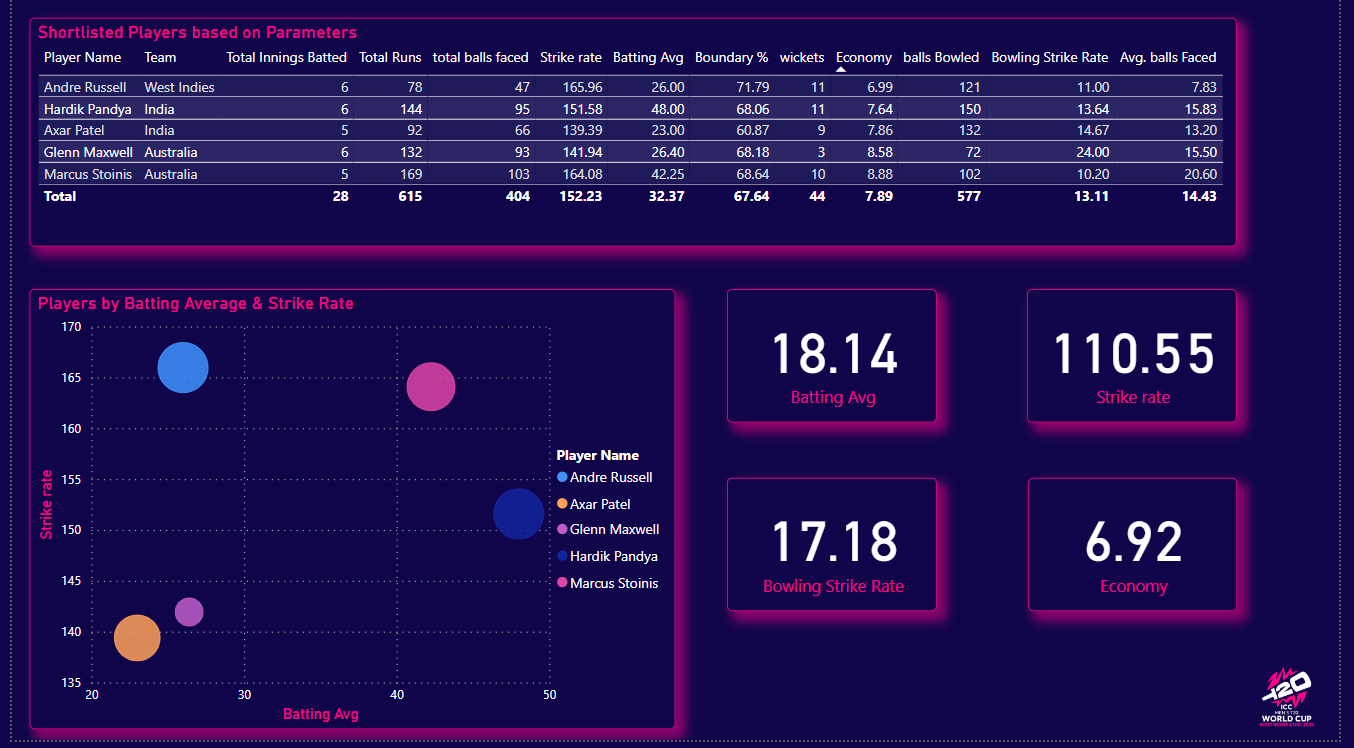 Shortlisted Players based on Parameters
Player Name Team Total Innings Batted Total Runs total balls faced Strike rate Batting Avg Boundary % wickets Economy balls Bowled Bowling Strike Rate Avg. balls Faced
Andre Russell West Indies 6 78 47 165.96 26.00 71.79 11 6.99 121 11.00 7.83
Hardik Pandya India 6 144 95 151.58 48.00 68.06 11 7.64 150 13.64 15.83
Axar Patel India 5 92 66 139.39 23.00 60.87 9 7.86 132 14.67 13.20
Glenn Maxwell Australia 6 132 93 141.94 26.40 68.18 3 8.58 72 24.00 15.50
Marcus Stoinis Australia 5 169 103 164.08 42.25 68.64 10 8.88 102 10.20 20.60
Total 28 615 404 152.23 32.37 67.64 44 7.89 577 13.11 14.43
Players by Batting Average & Strike Rate
170
165
160
155
150
145
140
135
Strike rate
20 30 40 50
Batting Avg
Player Name
Andre Russell
Axar Patel
Glenn Maxwell
Hardik Pandya
Marcus Stoinis
18.14
Batting Avg
110.55
Strike rate
17.18
Bowling Strike Rate
6.92
Economy
T20
ICC
MEN'S T20
WORLD CUP
WEST INDIES & USA 2024